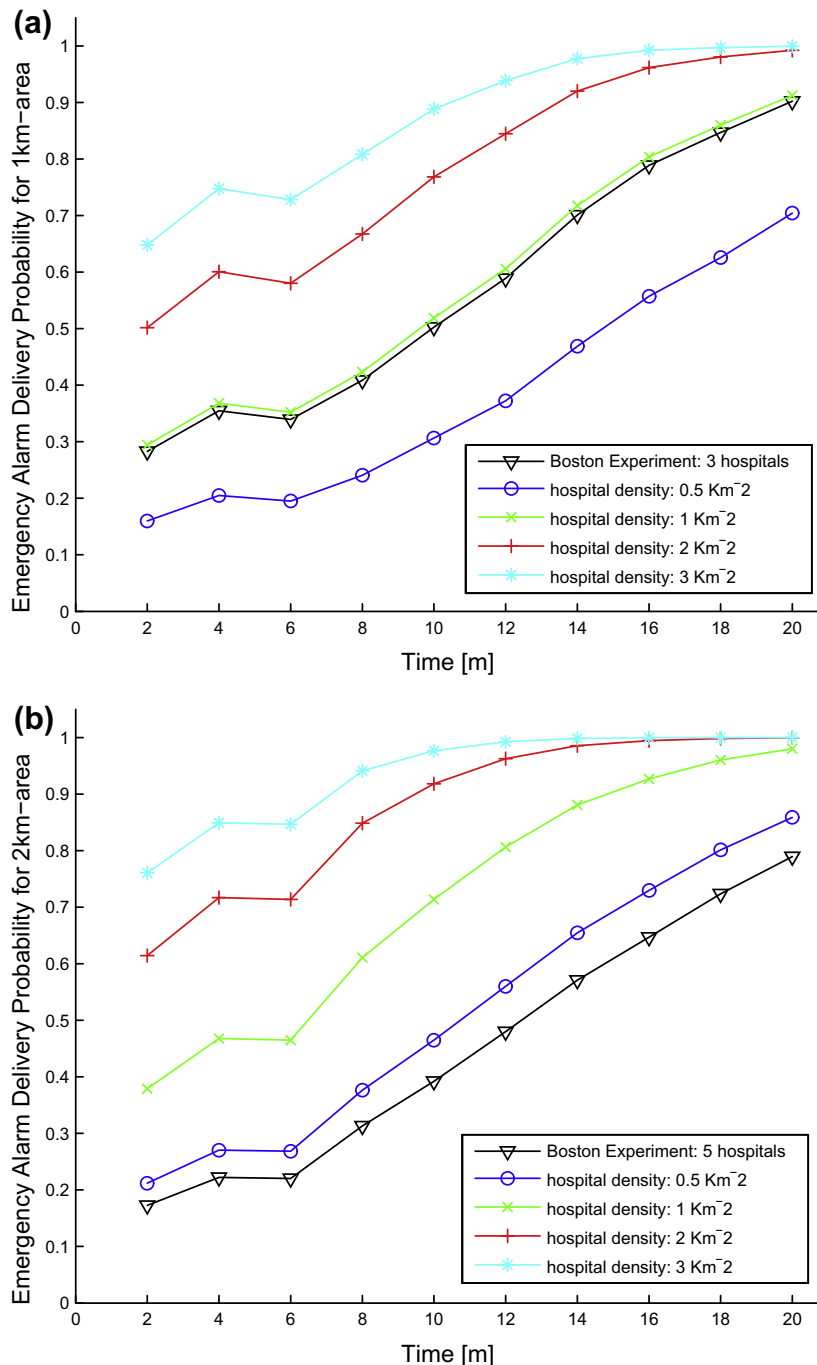 (a)
Emergency Alarm Delivery Probability for 1km−area
1
0.9
0.8
0.7
0.6
0.5
0.4
0.3
0.2
0.1
0
0 2 4 6 8 10 12 14 16 18 20
Time [m]
Boston Experiment: 3 hospitals
hospital density: 0.5 Km⁻2
hospital density: 1 Km⁻2
hospital density: 2 Km⁻2
hospital density: 3 Km⁻2
(b)
Emergency Alarm Delivery Probability for 2km−area
1
0.9
0.8
0.7
0.6
0.5
0.4
0.3
0.2
0.1
0
0 2 4 6 8 10 12 14 16 18 20
Time [m]
Boston Experiment: 5 hospitals
hospital density: 0.5 Km⁻2
hospital density: 1 Km⁻2
hospital density: 2 Km⁻2
hospital density: 3 Km⁻2